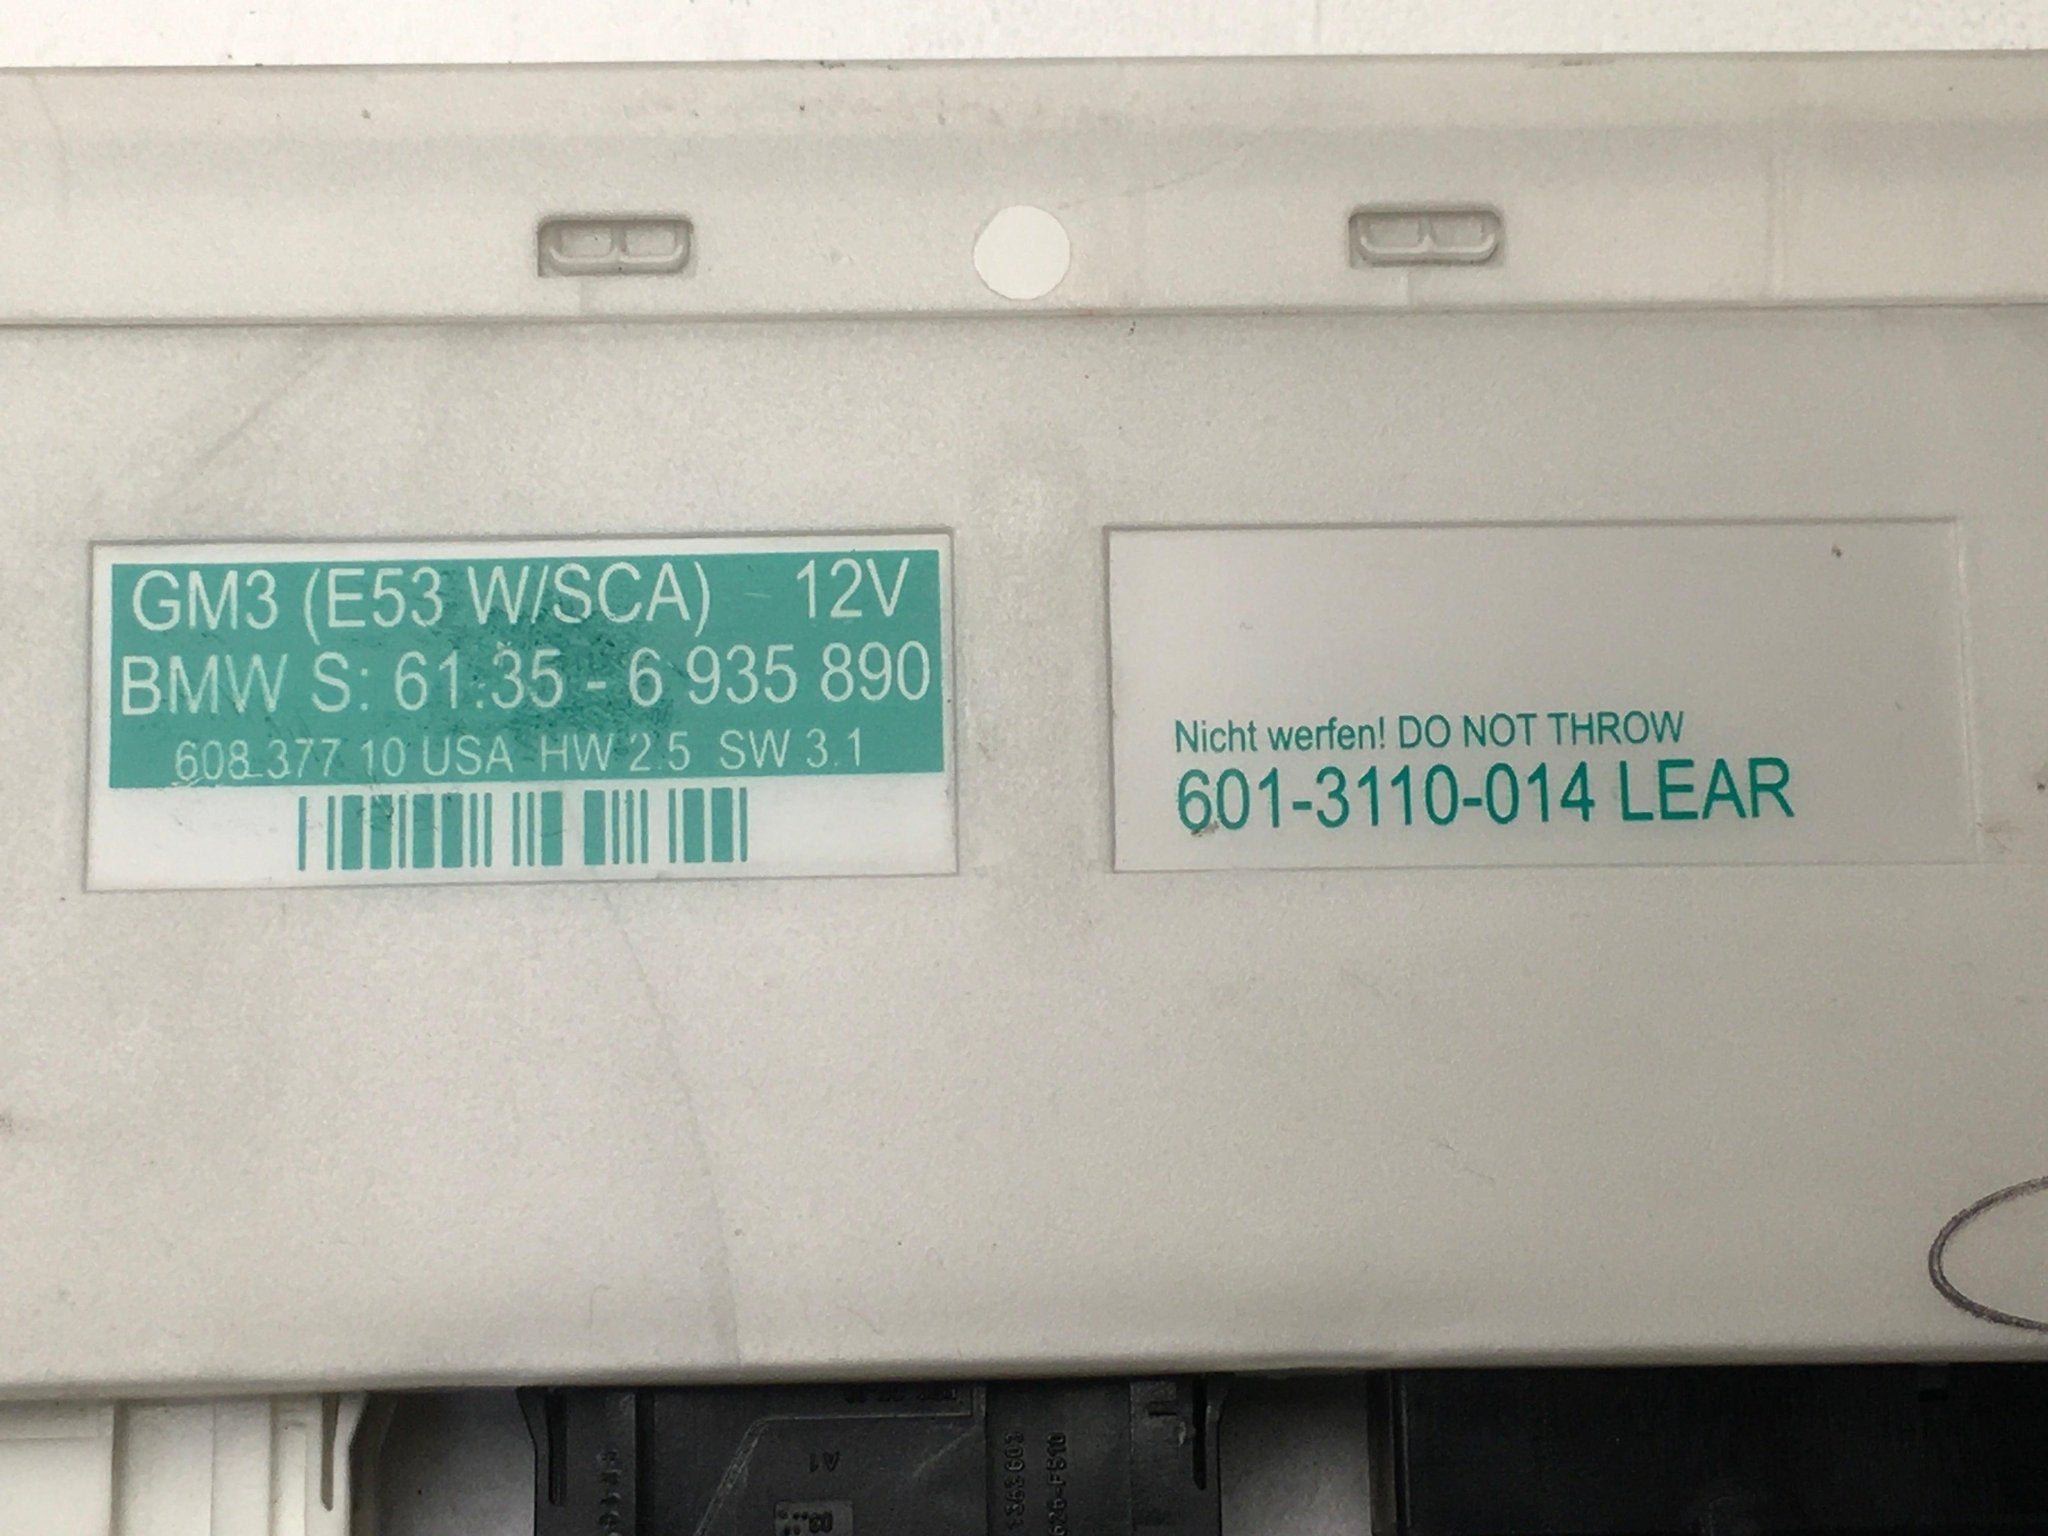 GM3 (E53 W/SCA) 12V
BMW S: 61.35 - 6 935 890
608 377 10 USA HW 2.5 SW 3.1
Nicht werfen! DO NOT THROW
601-3110-014 LEAR
A1